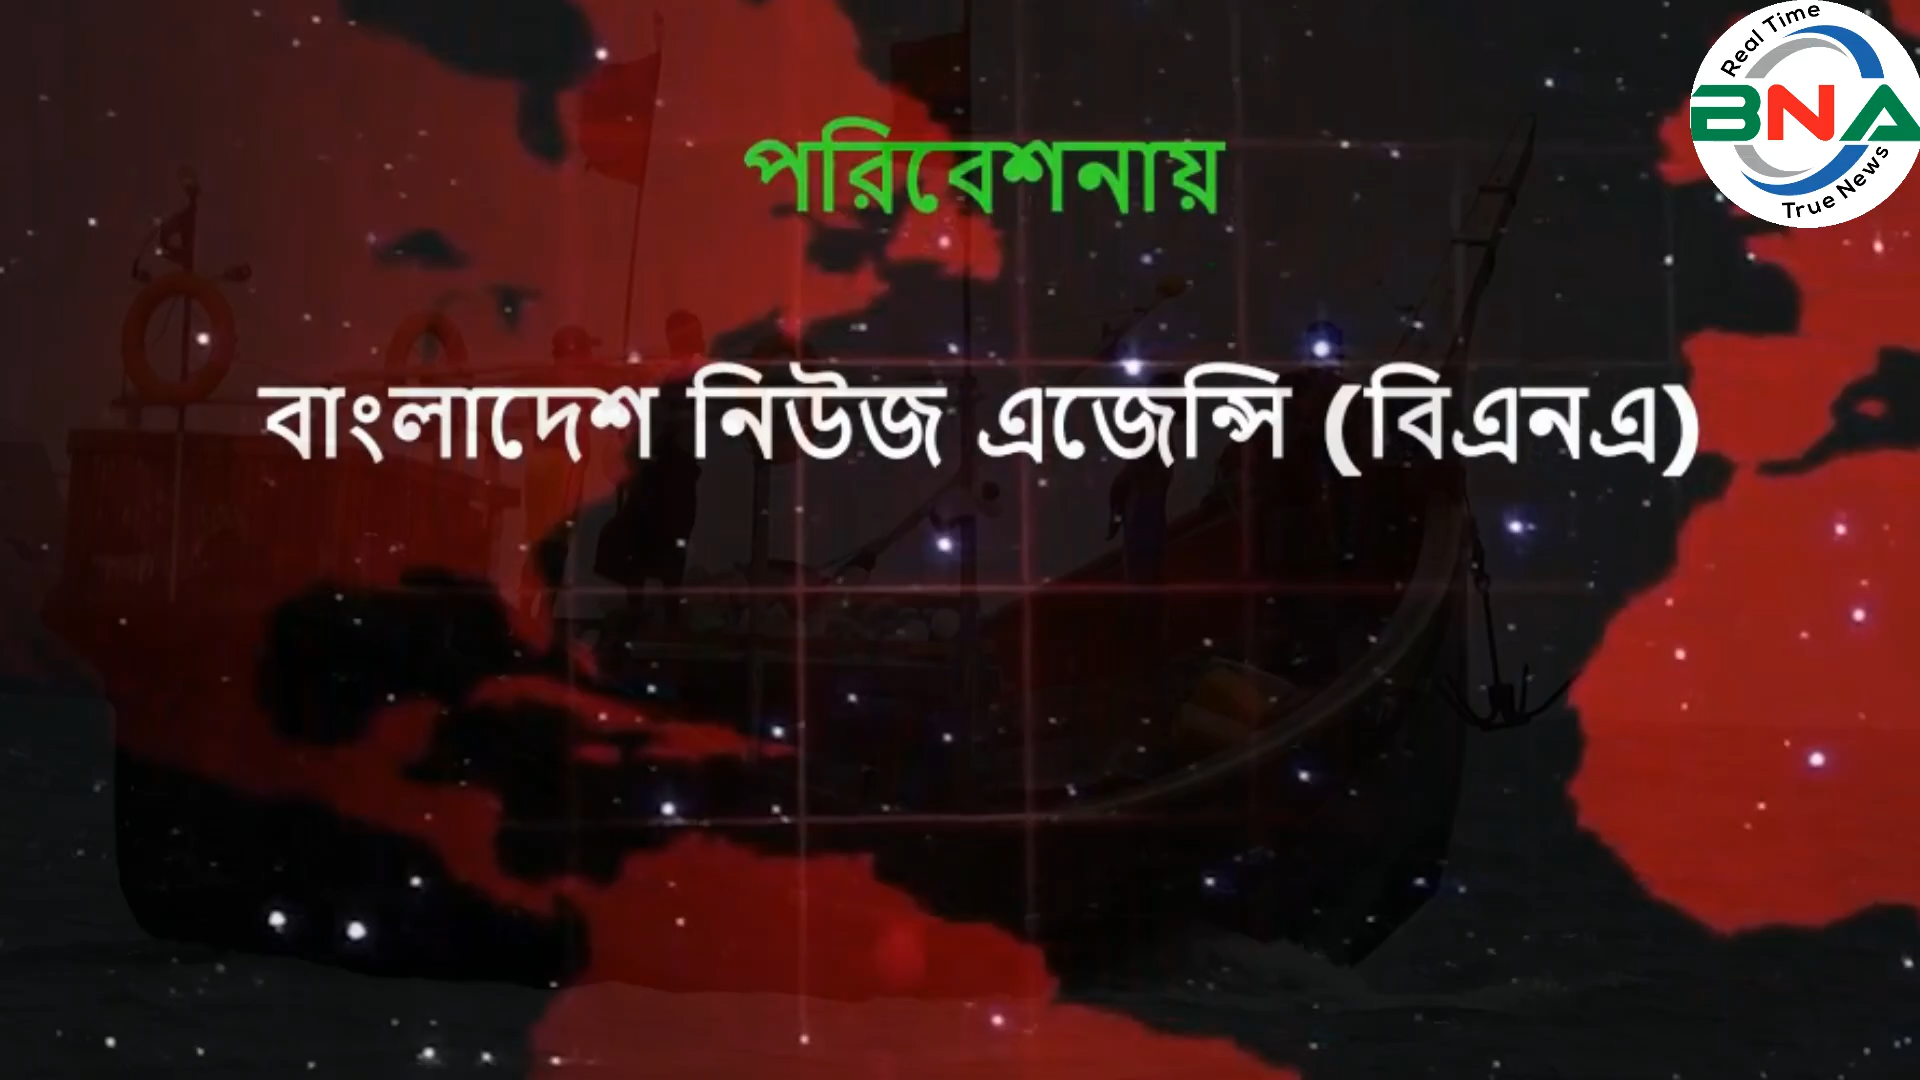 Real Time
BNA
True News
পরিবেশনায়
বাংলাদেশ নিউজ এজেন্সি (বিএনএ)